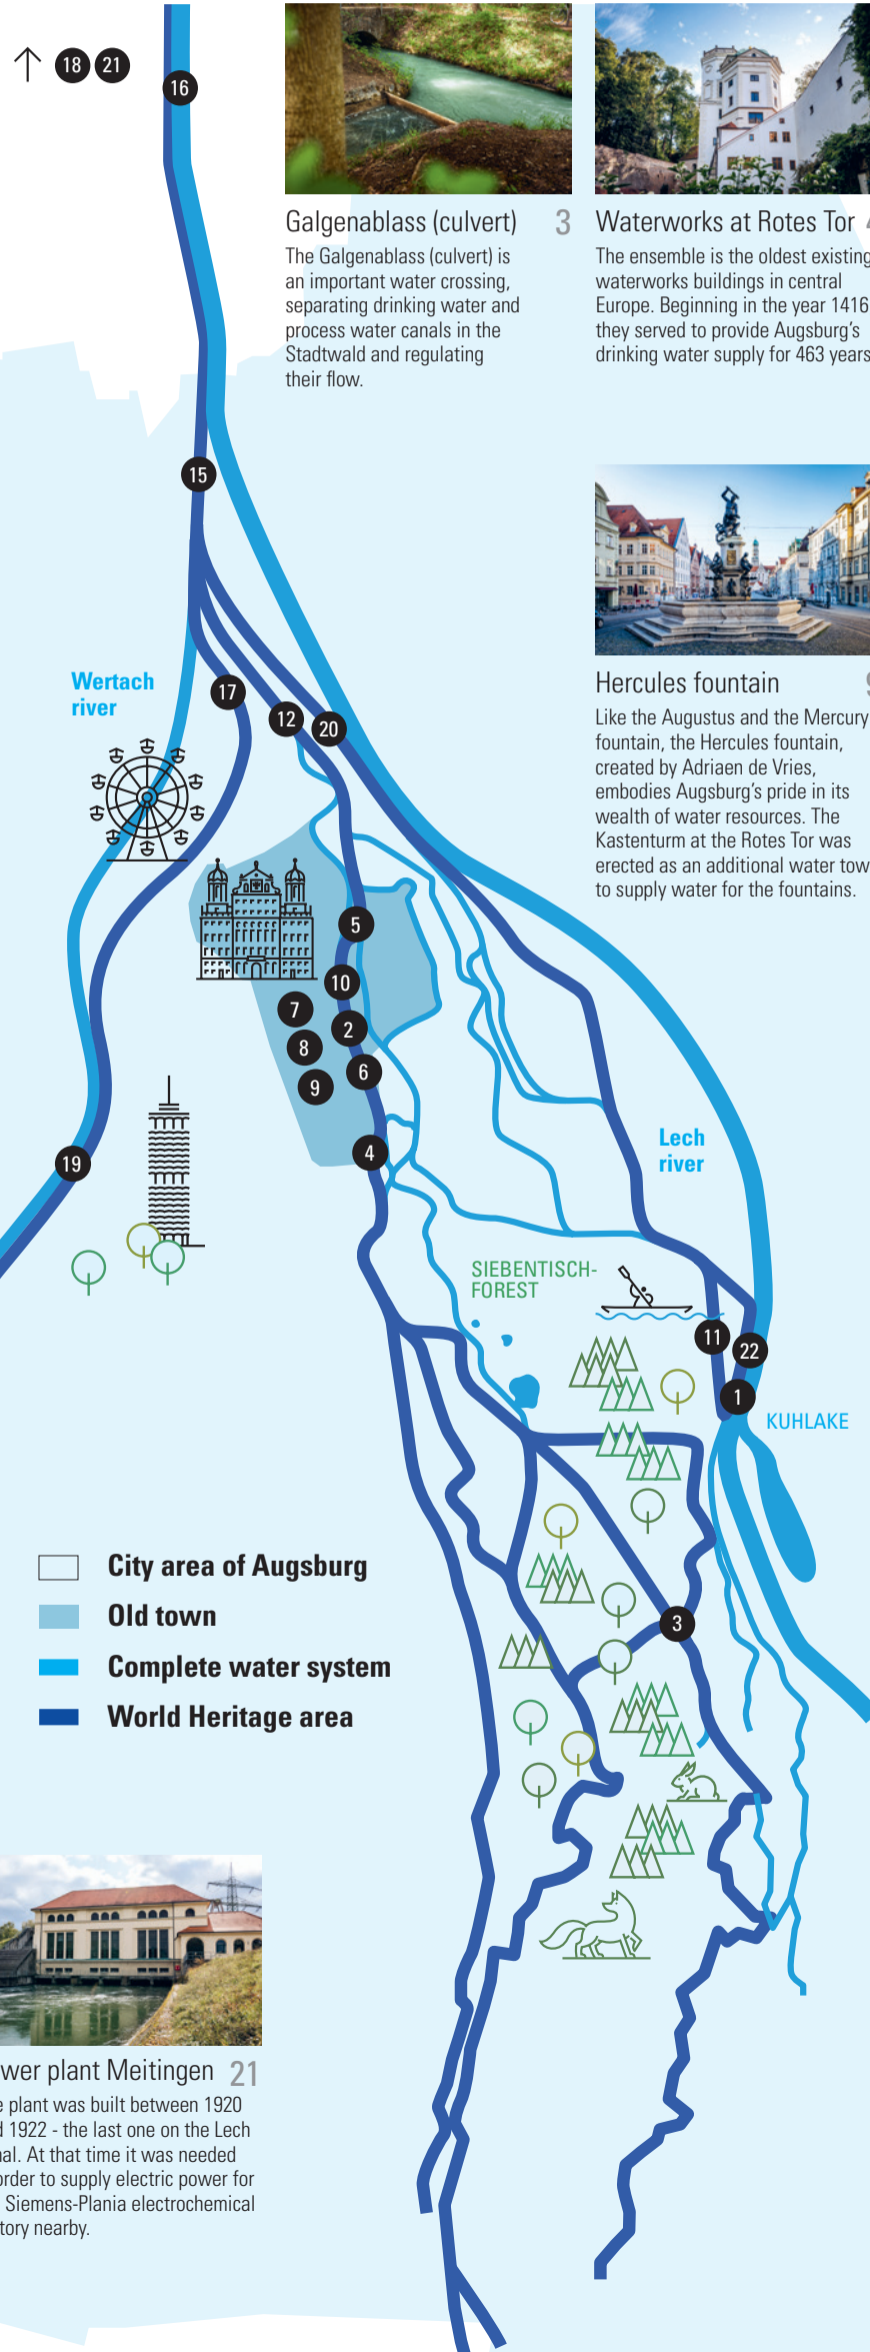 18 21
16
Galgenablass (culvert) 3
The Galgenablass (culvert) is
an important water crossing,
separating drinking water and
process water canals in the
Stadtwald and regulating
their flow.
Waterworks at Rotes Tor
The ensemble is the oldest existing
waterworks buildings in central
Europe. Beginning in the year 1416
they served to provide Augsburg's
drinking water supply for 463 years
15
Hercules fountain
Like the Augustus and the Mercury
fountain, the Hercules fountain,
created by Adriaen de Vries,
embodies Augsburg's pride in its
wealth of water resources. The
Kastenturm at the Rotes Tor was
erected as an additional water tow
to supply water for the fountains.
Wertach
river
17
12
20
5
10
7
2
8
6
9
4
19
Lech
river
SIEBENTISCH-
FOREST
11
22
1
KUHLAKE
3
City area of Augsburg
Old town
Complete water system
World Heritage area
wer plant Meitingen 21
e plant was built between 1920
d 1922 - the last one on the Lech
nal. At that time it was needed
order to supply electric power for
Siemens-Plania electrochemical
tory nearby.